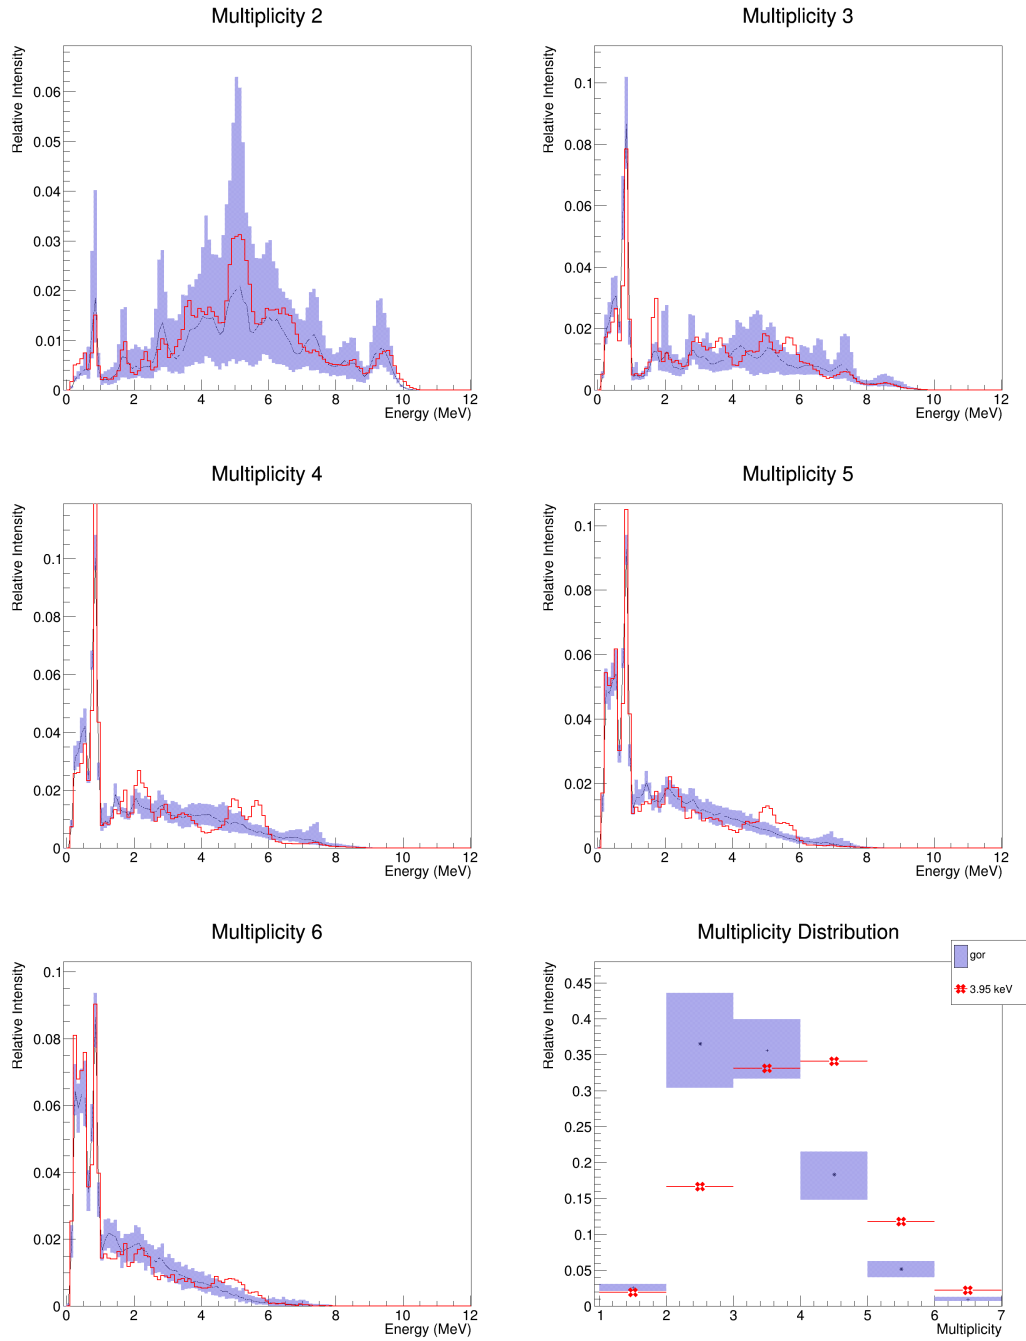 Multiplicity 2
Relative Intensity
0.06
0.05
0.04
0.03
0.02
0.01
0
0 2 4 6 8 10 12
Energy (MeV)
Multiplicity 3
Relative Intensity
0.1
0.08
0.06
0.04
0.02
0
0 2 4 6 8 10 12
Energy (MeV)
Multiplicity 4
Relative Intensity
0.1
0.08
0.06
0.04
0.02
0
0 2 4 6 8 10 12
Energy (MeV)
Multiplicity 5
Relative Intensity
0.1
0.08
0.06
0.04
0.02
0
0 2 4 6 8 10 12
Energy (MeV)
Multiplicity 6
Relative Intensity
0.1
0.08
0.06
0.04
0.02
0
0 2 4 6 8 10 12
Energy (MeV)
Multiplicity Distribution
gor
3.95 keV
Relative Intensity
0.45
0.4
0.35
0.3
0.25
0.2
0.15
0.1
0.05
0
1 2 3 4 5 6 7
Multiplicity